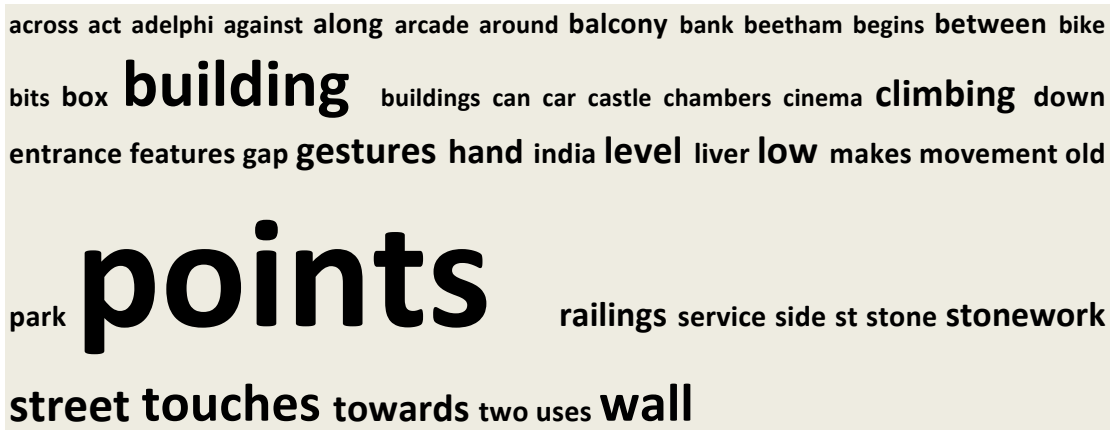 across act adelphi against along arcade around balcony bank beetham begins between bike
bits box building buildings can car castle chambers cinema climbing down
entrance features gap gestures hand india level liver low makes movement old
park points railings service side st stone stonework
street touches towards two uses wall